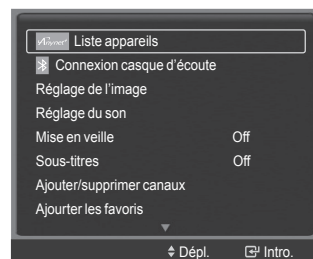 Anynet+ Liste appareils
Connexion casque d'écoute
Réglage de l'image
Réglage du son
Mise en veille Off
Sous-titres Off
Ajouter/supprimer canaux
Ajourter les favoris
Dépl. Intro.